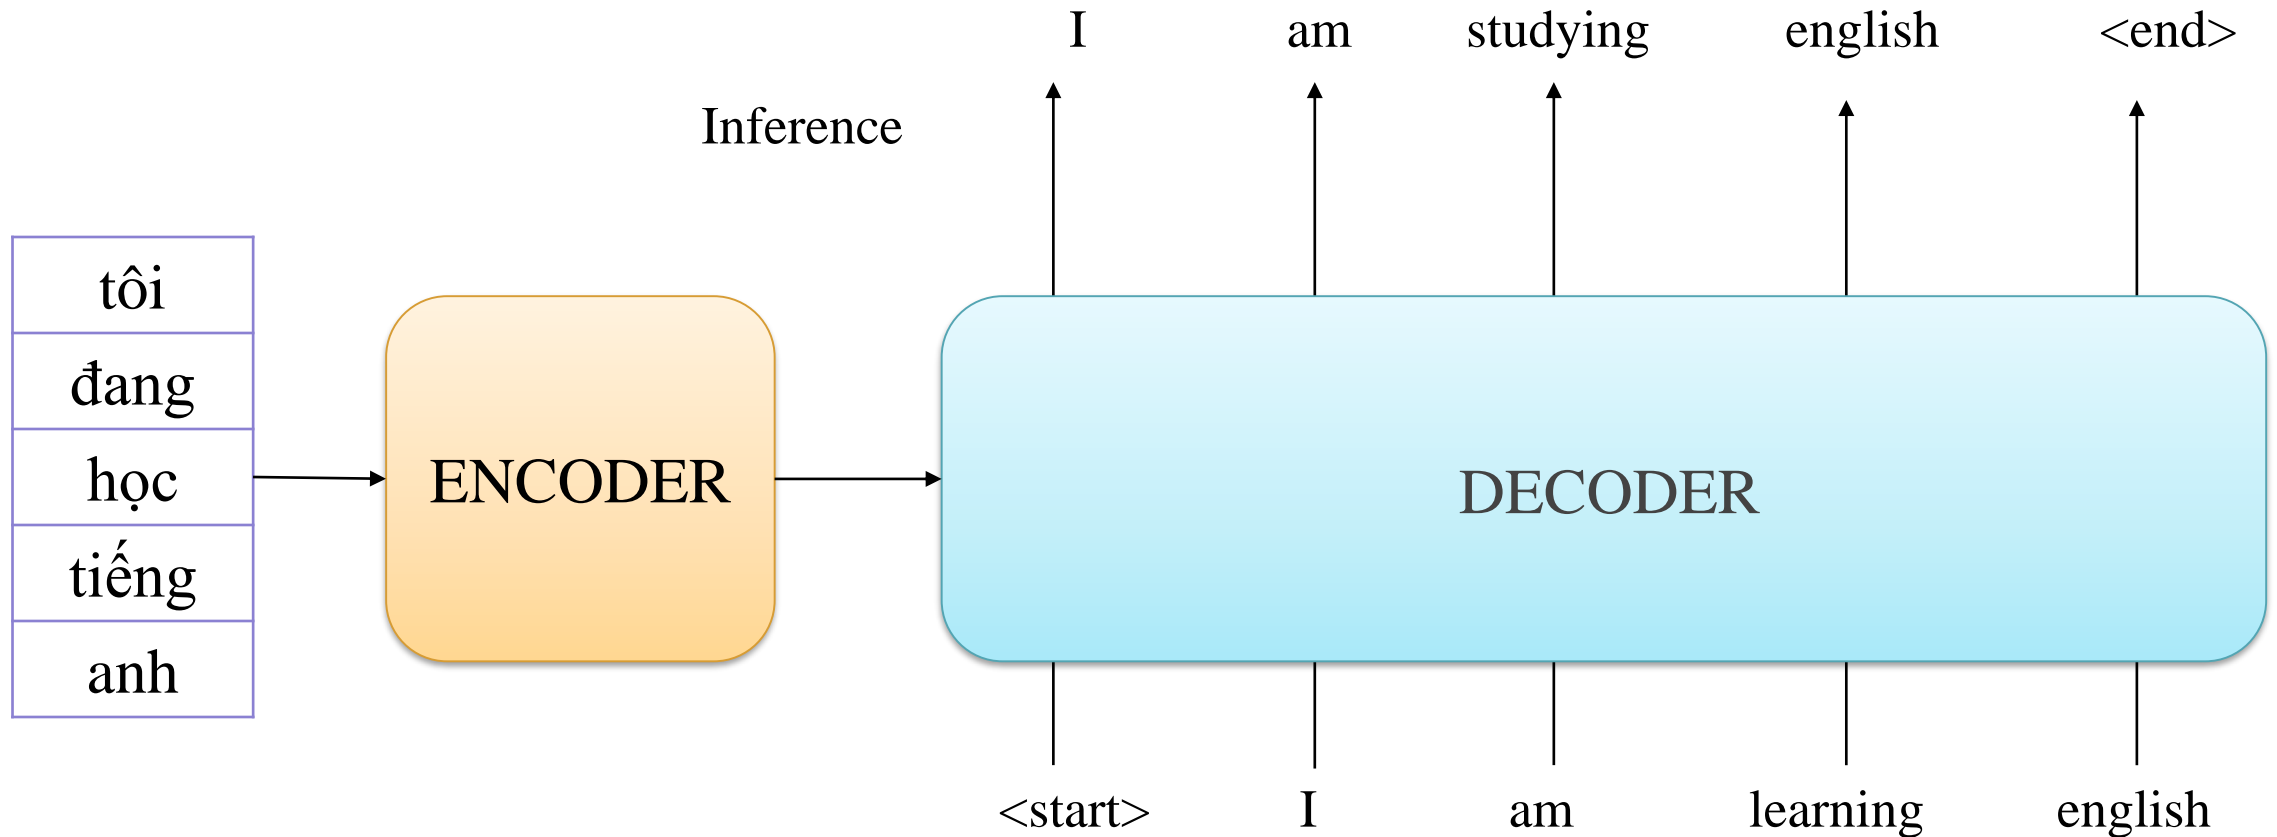 I am studying english <end>
Inference
tôi
đang
học
tiếng
anh
ENCODER
DECODER
<start> I am learning english